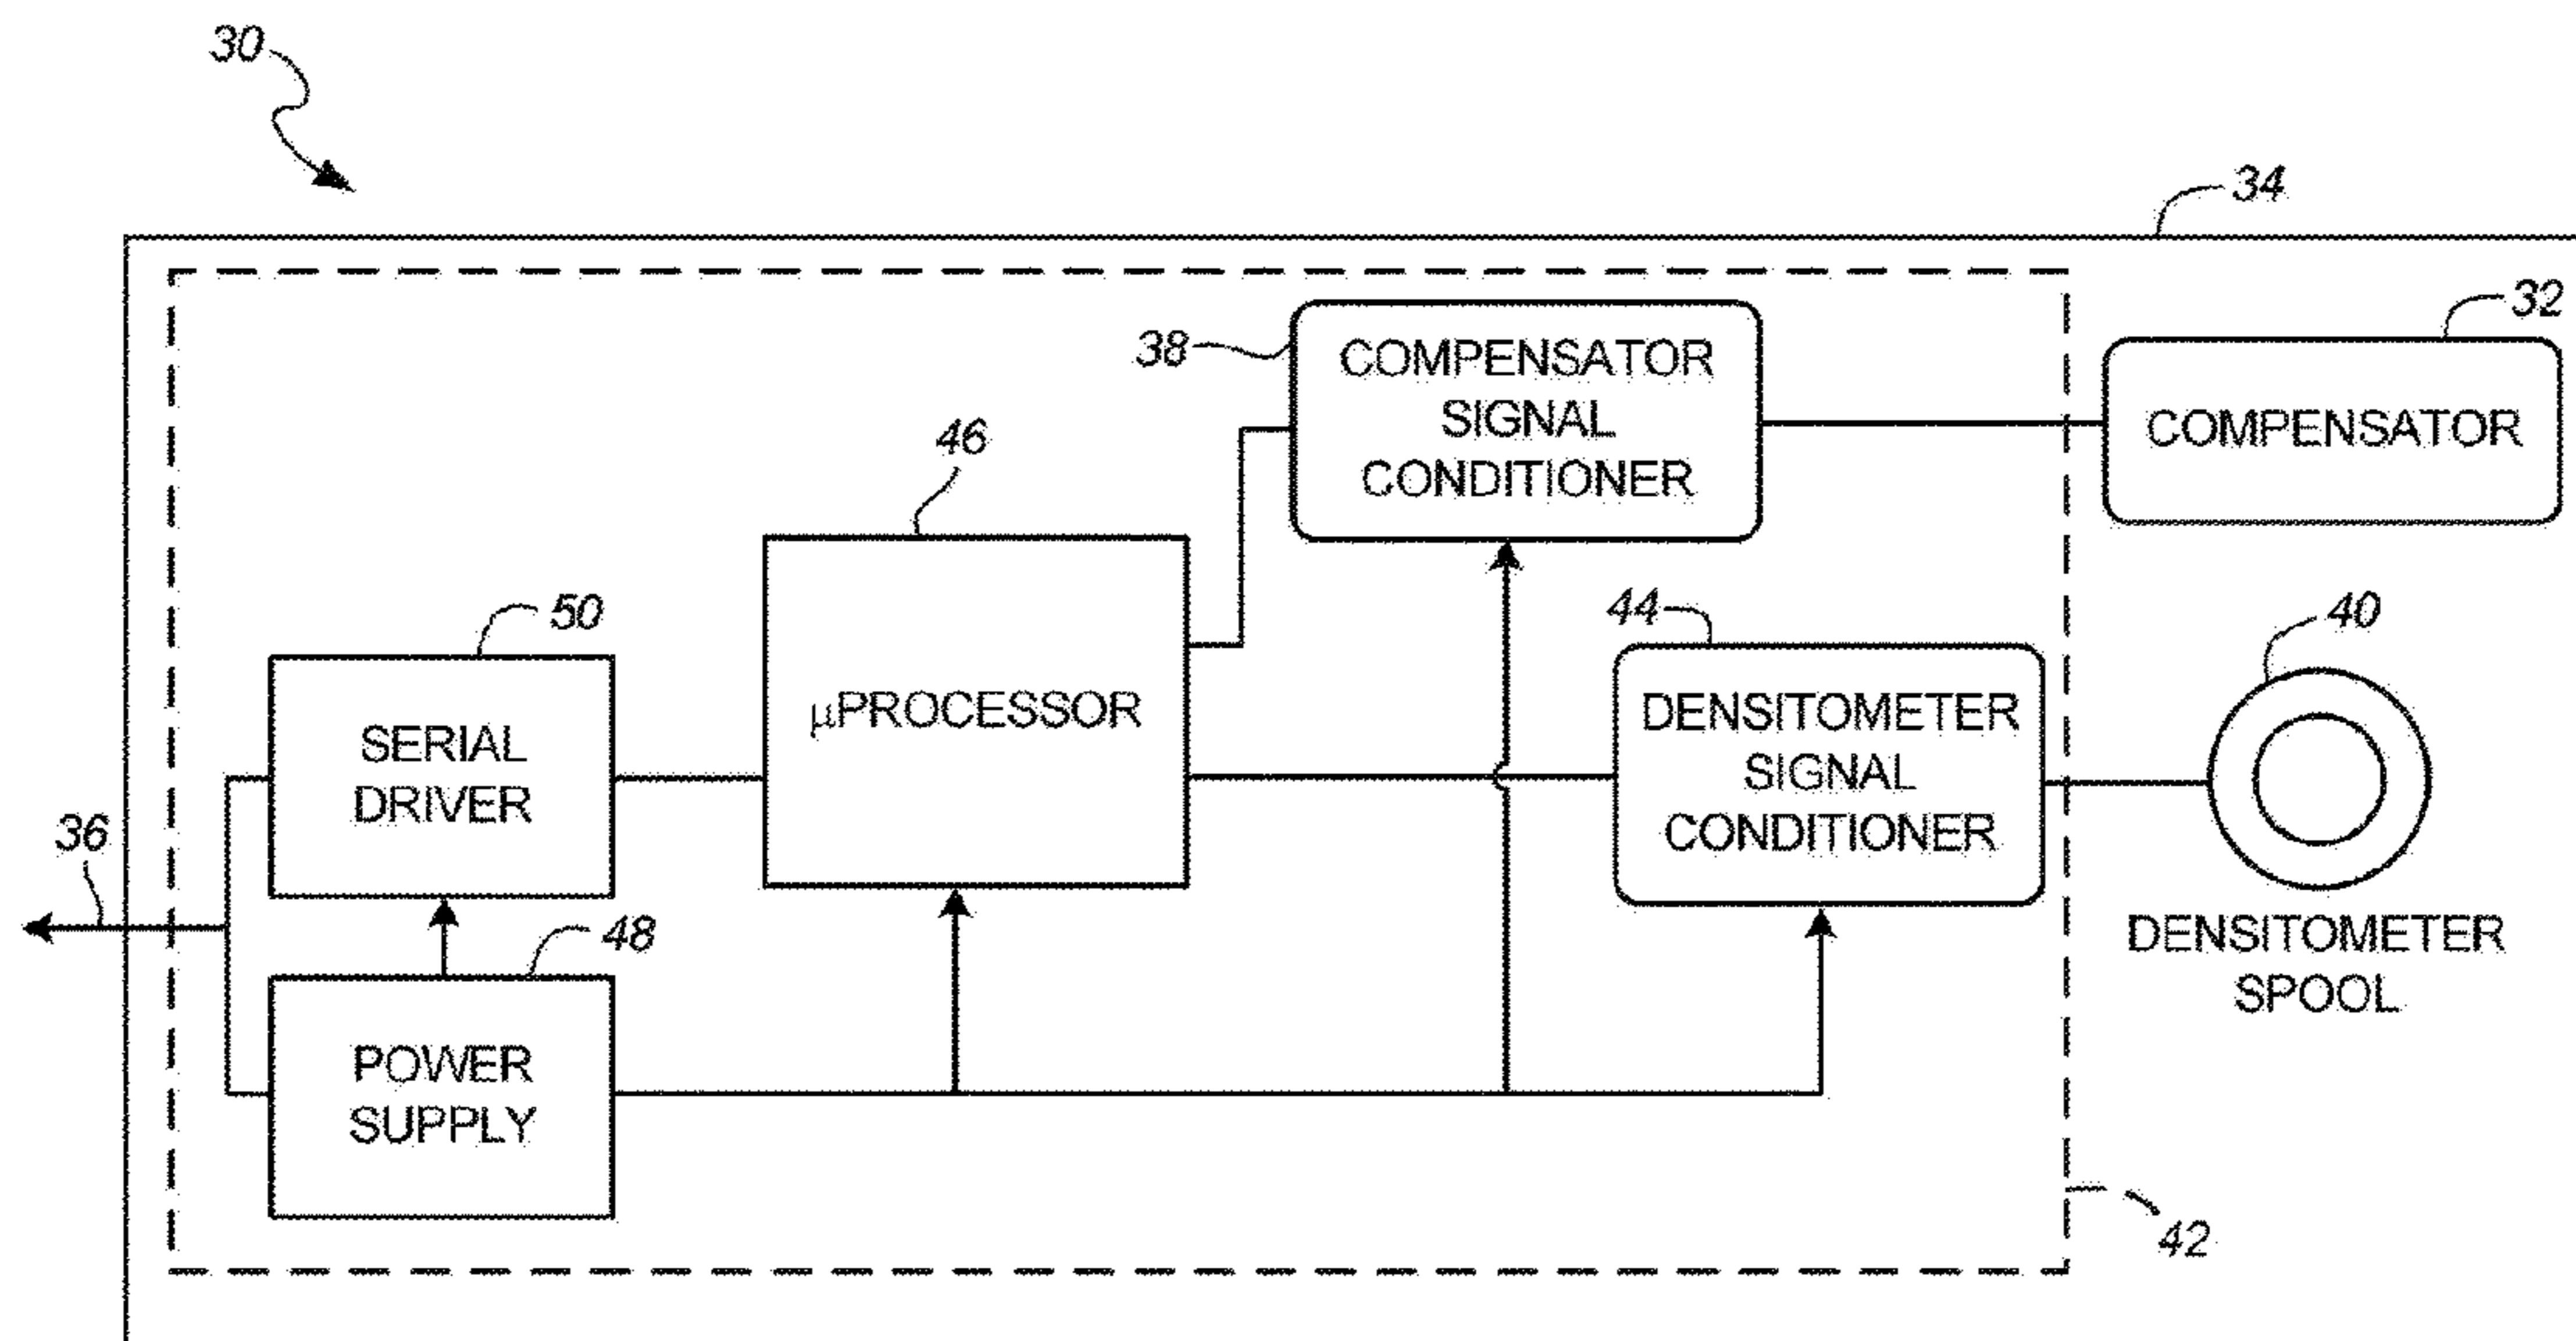 30
34
32
38
COMPENSATOR
SIGNAL
CONDITIONER
COMPENSATOR
46
50
44
40
µPROCESSOR
SERIAL
DRIVER
DENSITOMETER
SIGNAL
CONDITIONER
36
48
DENSITOMETER
SPOOL
POWER
SUPPLY
42